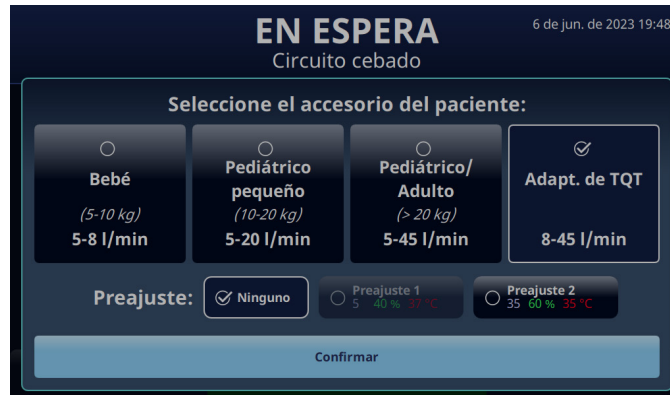 EN ESPERA
6 de jun. de 2023 19:48
Circuito cebado
Seleccione el accesorio del paciente:
Bebé
(5-10 kg)
5-8 l/min
Pediátrico
pequeño
(10-20 kg)
5-20 l/min
Pediátrico/
Adulto
(> 20 kg)
5-45 l/min
Adapt. de TQT
8-45 l/min
Preajuste:
Ninguno
Preajuste 1
5 40 % 37 °C
Preajuste 2
35 60 % 35 °C
Confirmar